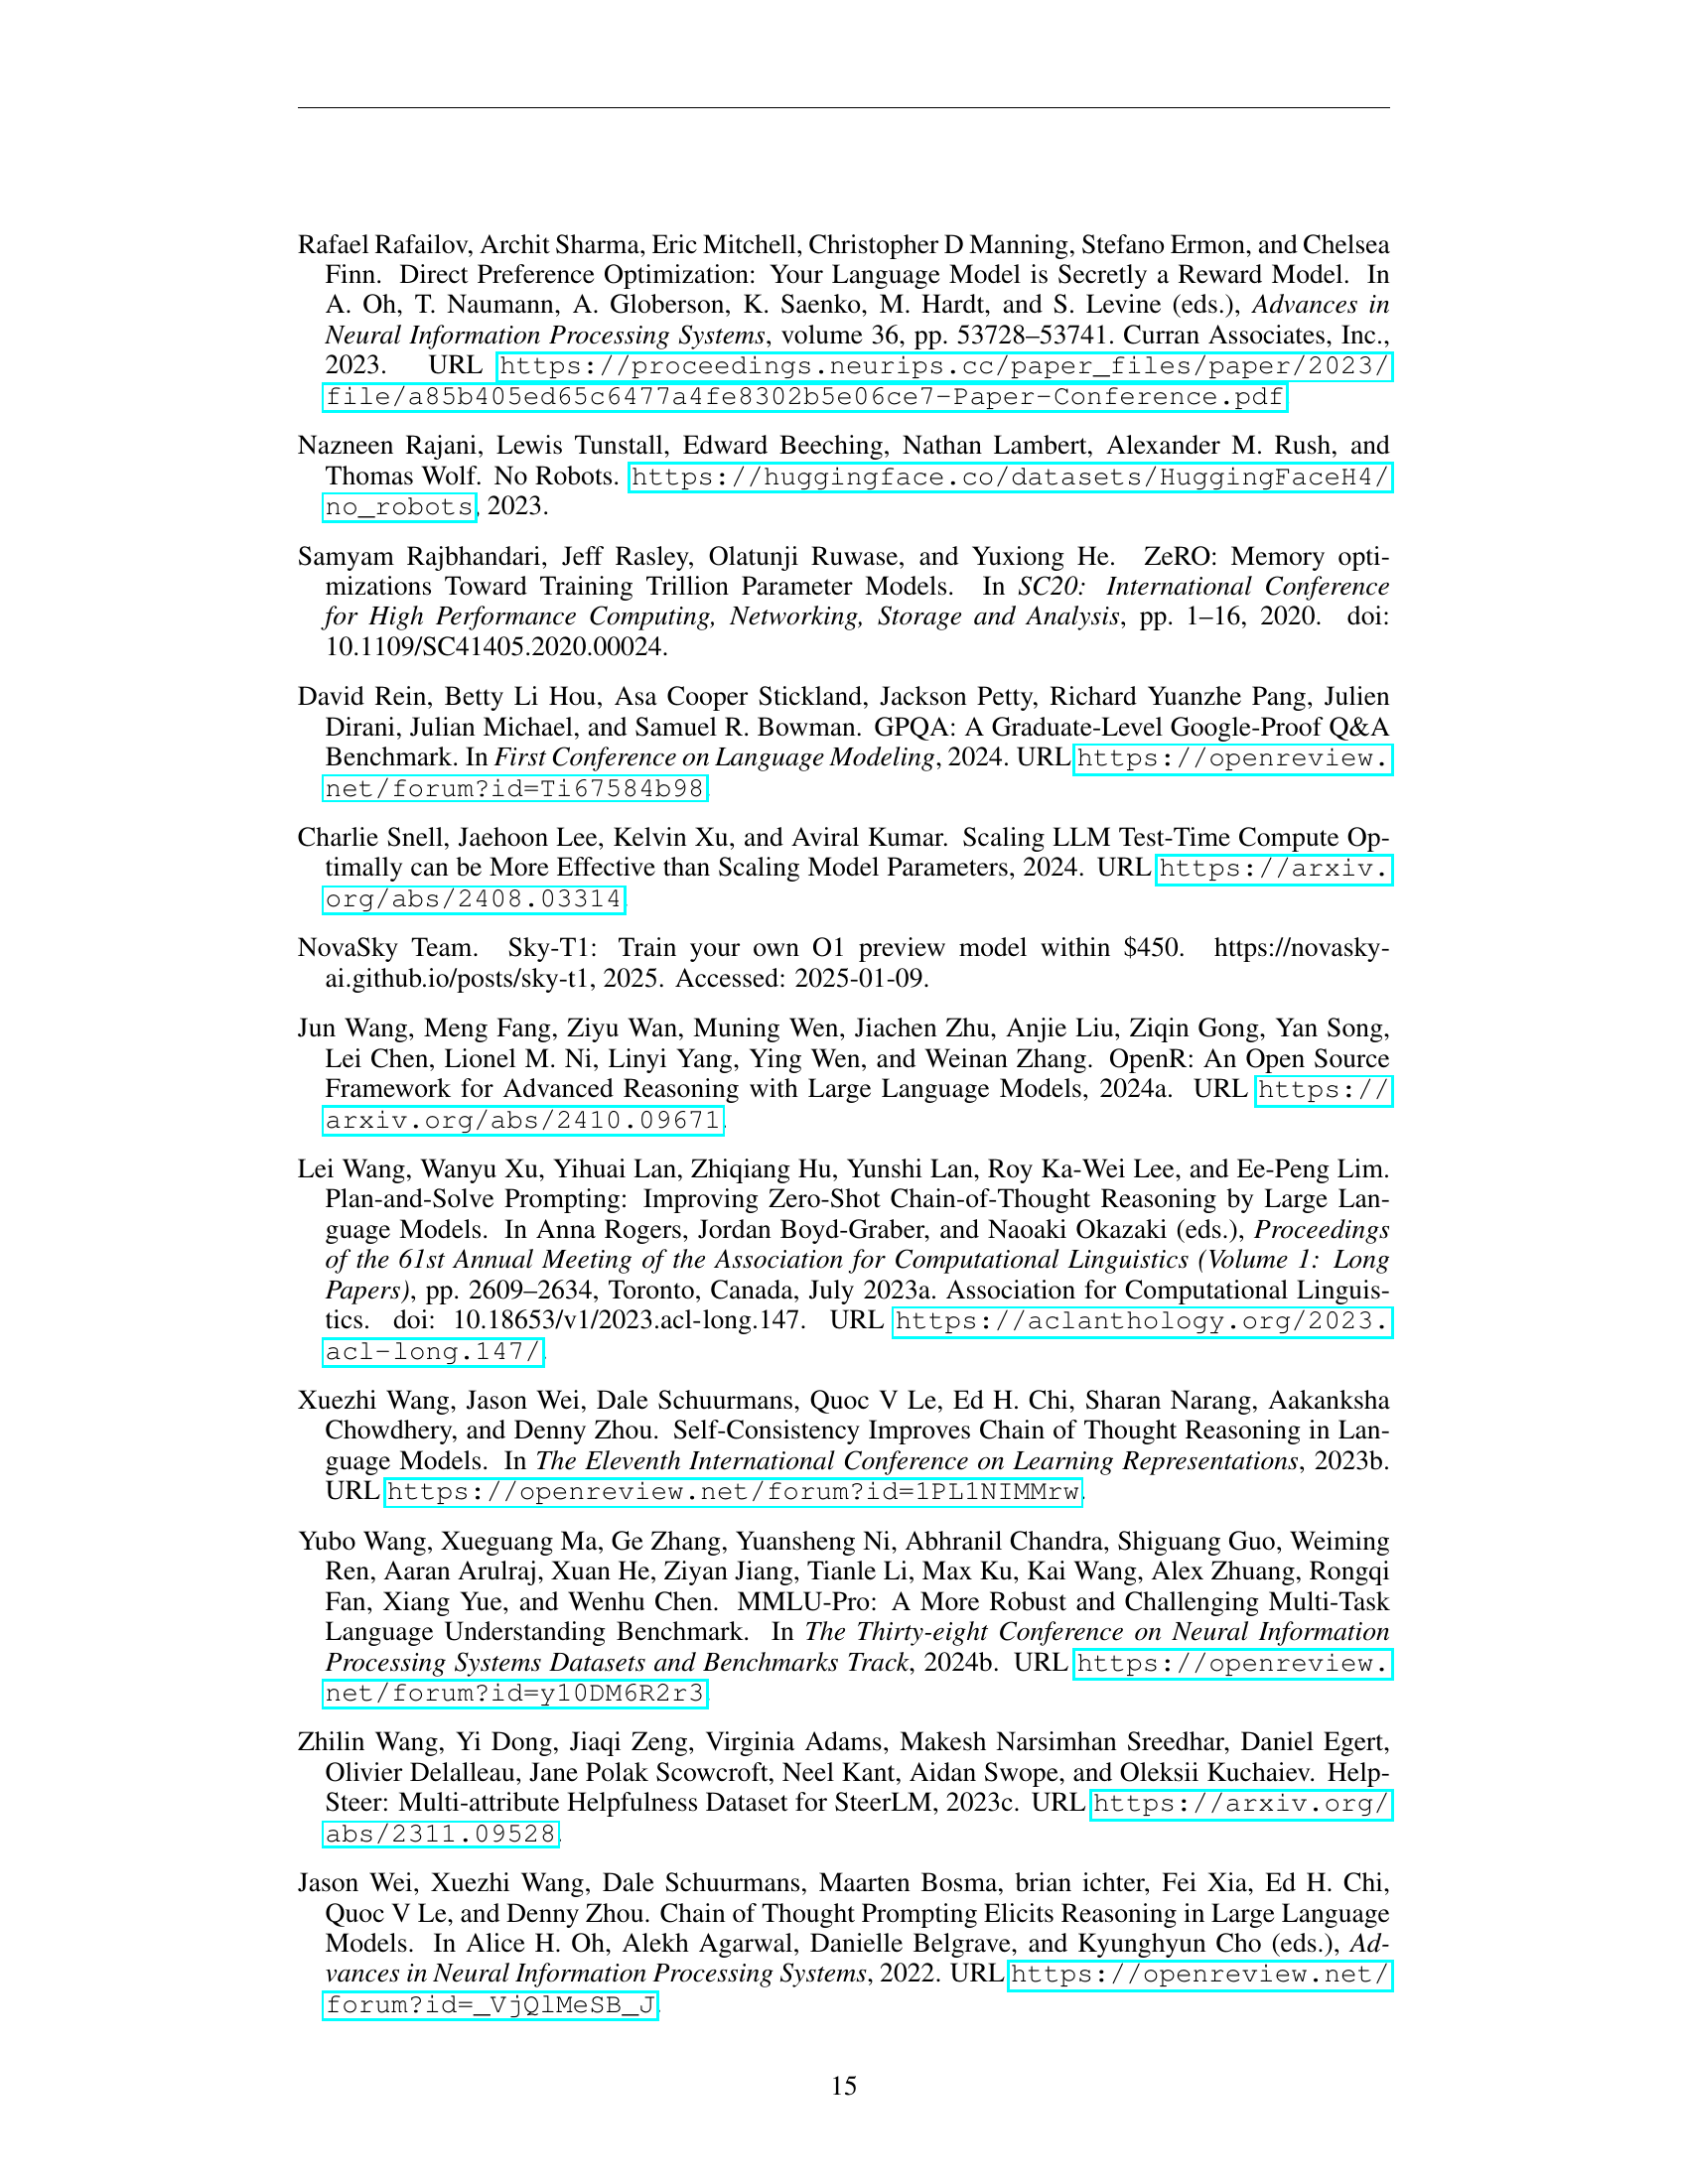 Rafael Rafailov, Archit Sharma, Eric Mitchell, Christopher D Manning, Stefano Ermon, and Chelsea
Finn. Direct Preference Optimization: Your Language Model is Secretly a Reward Model. In
A. Oh, T. Naumann, A. Globerson, K. Saenko, M. Hardt, and S. Levine (eds.), Advances in
Neural Information Processing Systems, volume 36, pp. 53728–53741. Curran Associates, Inc.,
2023. URL https://proceedings.neurips.cc/paper_files/paper/2023/
file/a85b405ed65c6477a4fe8302b5e06ce7-Paper-Conference.pdf.
Nazneen Rajani, Lewis Tunstall, Edward Beeching, Nathan Lambert, Alexander M. Rush, and
Thomas Wolf. No Robots. https://huggingface.co/datasets/HuggingFaceH4/
no_robots, 2023.
Samyam Rajbhandari, Jeff Rasley, Olatunji Ruwase, and Yuxiong He. ZeRO: Memory opti-
mizations Toward Training Trillion Parameter Models. In SC20: International Conference
for High Performance Computing, Networking, Storage and Analysis, pp. 1–16, 2020. doi:
10.1109/SC41405.2020.00024.
David Rein, Betty Li Hou, Asa Cooper Stickland, Jackson Petty, Richard Yuanzhe Pang, Julien
Dirani, Julian Michael, and Samuel R. Bowman. GPQA: A Graduate-Level Google-Proof Q&A
Benchmark. In First Conference on Language Modeling, 2024. URL https://openreview.
net/forum?id=Ti67584b98.
Charlie Snell, Jaehoon Lee, Kelvin Xu, and Aviral Kumar. Scaling LLM Test-Time Compute Op-
timally can be More Effective than Scaling Model Parameters, 2024. URL https://arxiv.
org/abs/2408.03314.
NovaSky Team. Sky-T1: Train your own O1 preview model within $450. https://novasky-
ai.github.io/posts/sky-t1, 2025. Accessed: 2025-01-09.
Jun Wang, Meng Fang, Ziyu Wan, Muning Wen, Jiachen Zhu, Anjie Liu, Ziqin Gong, Yan Song,
Lei Chen, Lionel M. Ni, Linyi Yang, Ying Wen, and Weinan Zhang. OpenR: An Open Source
Framework for Advanced Reasoning with Large Language Models, 2024a. URL https://
arxiv.org/abs/2410.09671.
Lei Wang, Wanyu Xu, Yihuai Lan, Zhiqiang Hu, Yunshi Lan, Roy Ka-Wei Lee, and Ee-Peng Lim.
Plan-and-Solve Prompting: Improving Zero-Shot Chain-of-Thought Reasoning by Large Lan-
guage Models. In Anna Rogers, Jordan Boyd-Graber, and Naoaki Okazaki (eds.), Proceedings
of the 61st Annual Meeting of the Association for Computational Linguistics (Volume 1: Long
Papers), pp. 2609–2634, Toronto, Canada, July 2023a. Association for Computational Linguis-
tics. doi: 10.18653/v1/2023.acl-long.147. URL https://aclanthology.org/2023.
acl-long.147/.
Xuezhi Wang, Jason Wei, Dale Schuurmans, Quoc V Le, Ed H. Chi, Sharan Narang, Aakanksha
Chowdhery, and Denny Zhou. Self-Consistency Improves Chain of Thought Reasoning in Lan-
guage Models. In The Eleventh International Conference on Learning Representations, 2023b.
URL https://openreview.net/forum?id=1PL1NIMMrw.
Yubo Wang, Xueguang Ma, Ge Zhang, Yuansheng Ni, Abhranil Chandra, Shiguang Guo, Weiming
Ren, Aaran Arulraj, Xuan He, Ziyan Jiang, Tianle Li, Max Ku, Kai Wang, Alex Zhuang, Rongqi
Fan, Xiang Yue, and Wenhu Chen. MMLU-Pro: A More Robust and Challenging Multi-Task
Language Understanding Benchmark. In The Thirty-eight Conference on Neural Information
Processing Systems Datasets and Benchmarks Track, 2024b. URL https://openreview.
net/forum?id=y10DM6R2r3.
Zhilin Wang, Yi Dong, Jiaqi Zeng, Virginia Adams, Makesh Narsimhan Sreedhar, Daniel Egert,
Olivier Delalleau, Jane Polak Scowcroft, Neel Kant, Aidan Swope, and Oleksii Kuchaiev. Help-
Steer: Multi-attribute Helpfulness Dataset for SteerLM, 2023c. URL https://arxiv.org/
abs/2311.09528.
Jason Wei, Xuezhi Wang, Dale Schuurmans, Maarten Bosma, brian ichter, Fei Xia, Ed H. Chi,
Quoc V Le, and Denny Zhou. Chain of Thought Prompting Elicits Reasoning in Large Language
Models. In Alice H. Oh, Alekh Agarwal, Danielle Belgrave, and Kyunghyun Cho (eds.), Ad-
vances in Neural Information Processing Systems, 2022. URL https://openreview.net/
forum?id=_VjQlMeSB_J.
15